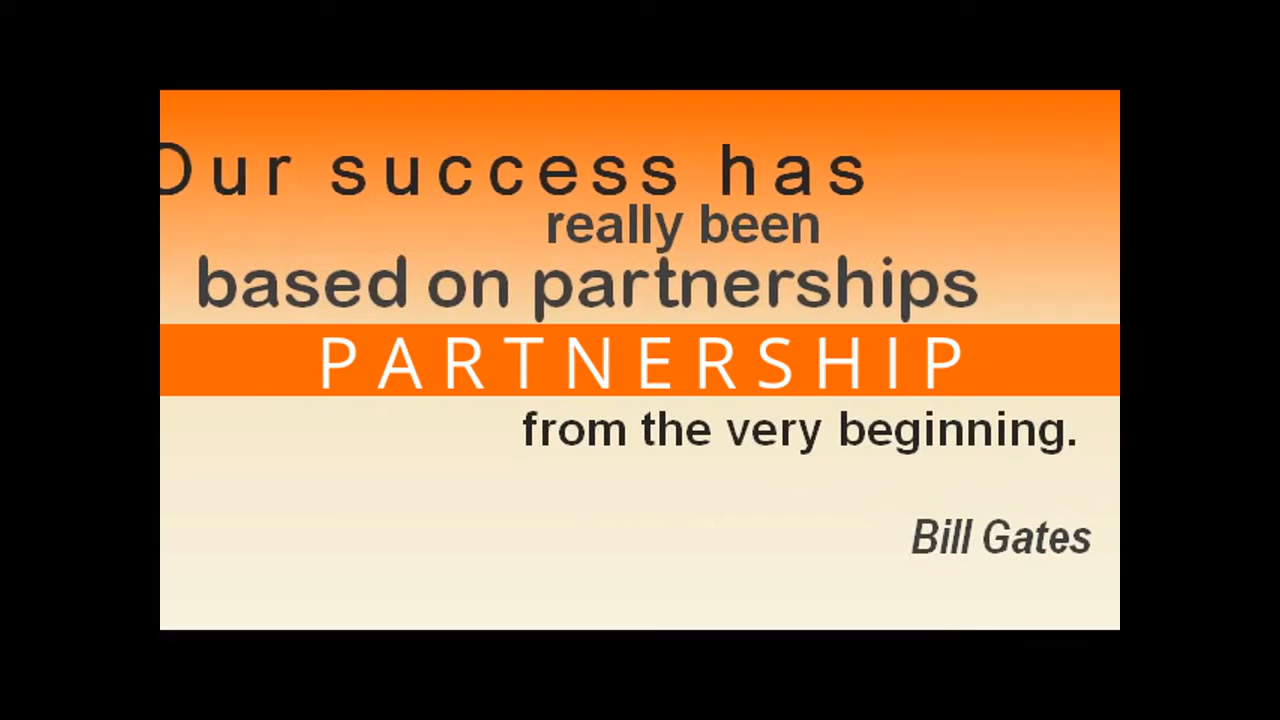 Our success has
really been
based on partnerships
PARTNERSHIP
from the very beginning.
Bill Gates